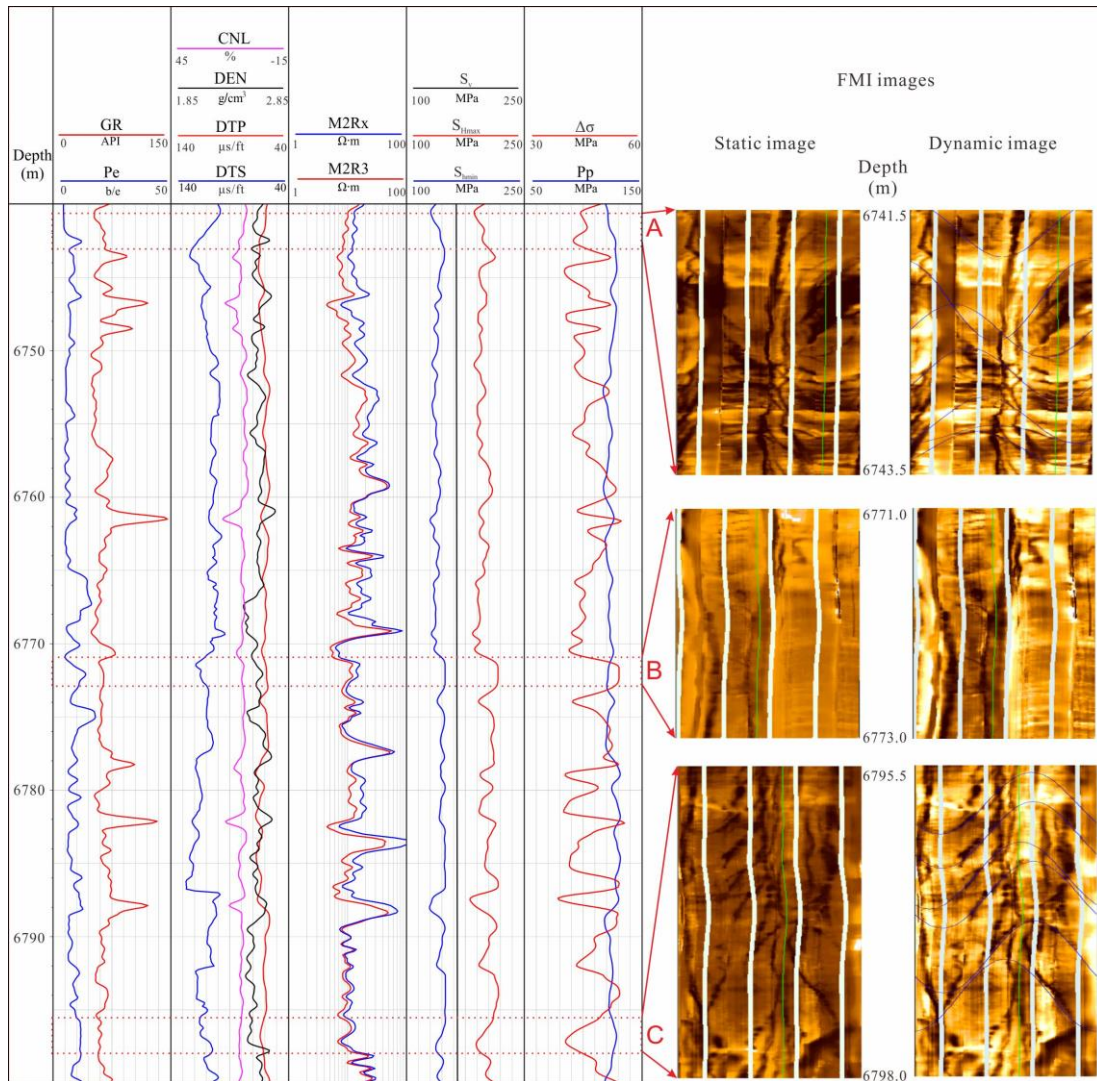 CNL
45 % -15
DEN
1.85 g/cm³ 2.85
GR
0 API 150
DTP
140 μs/ft 40
M2Rx
1 Ω·m 100
Sv
100 MPa 250
SHmax
100 MPa 250
Δσ
30 MPa 60
Depth
(m)
Pe
0 b/e 50
DTS
140 μs/ft 40
M2R3
1 Ω·m 100
Shmin
100 MPa 250
Pp
50 MPa 150
FMI images
Static image
Dynamic image
Depth
(m)
6750
6760
6770
6780
6790
A
B
C
6741.5
6743.5
6771.0
6773.0
6795.5
6798.0